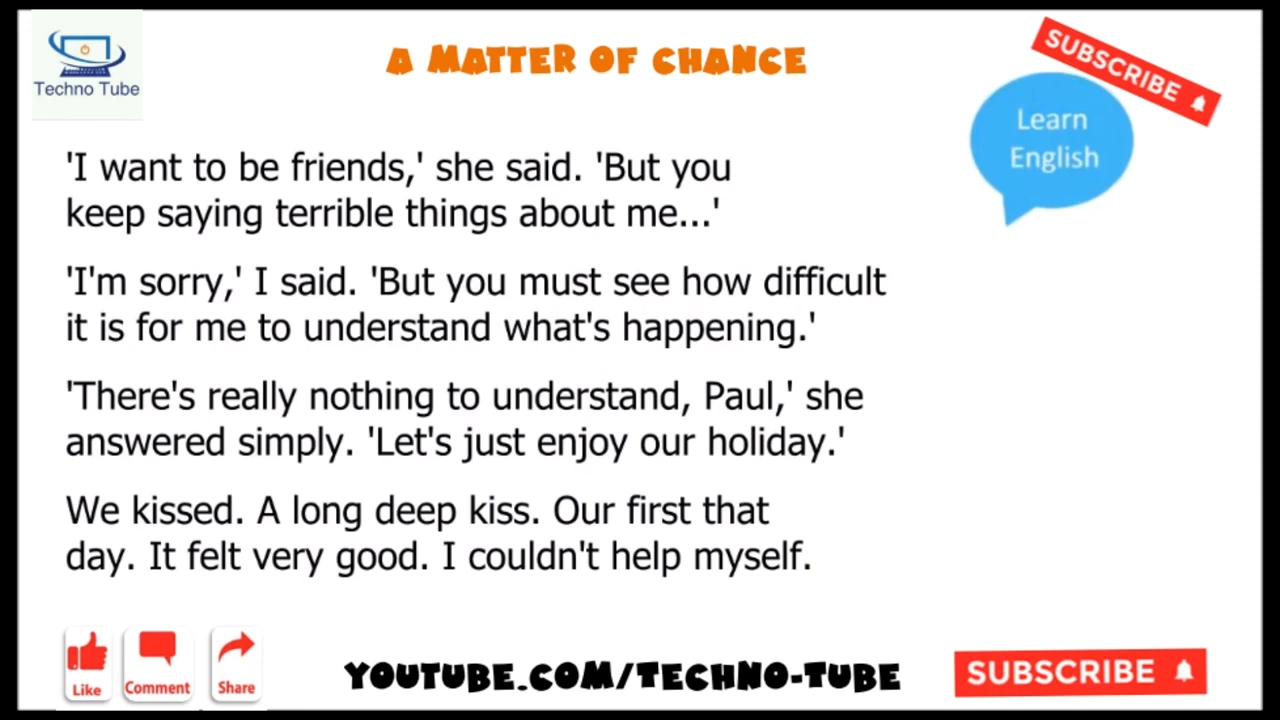 Techno Tube
A MATTER OF CHANCE
SUBSCRIBE
Learn
English
'I want to be friends,' she said. 'But you
keep saying terrible things about me...'
'I'm sorry,' I said. 'But you must see how difficult
it is for me to understand what's happening.'
'There's really nothing to understand, Paul,' she
answered simply. 'Let's just enjoy our holiday.'
We kissed. A long deep kiss. Our first that
day. It felt very good. I couldn't help myself.
Like
Comment
Share
YOUTUBE.COM/TECHNO-TUBE
SUBSCRIBE